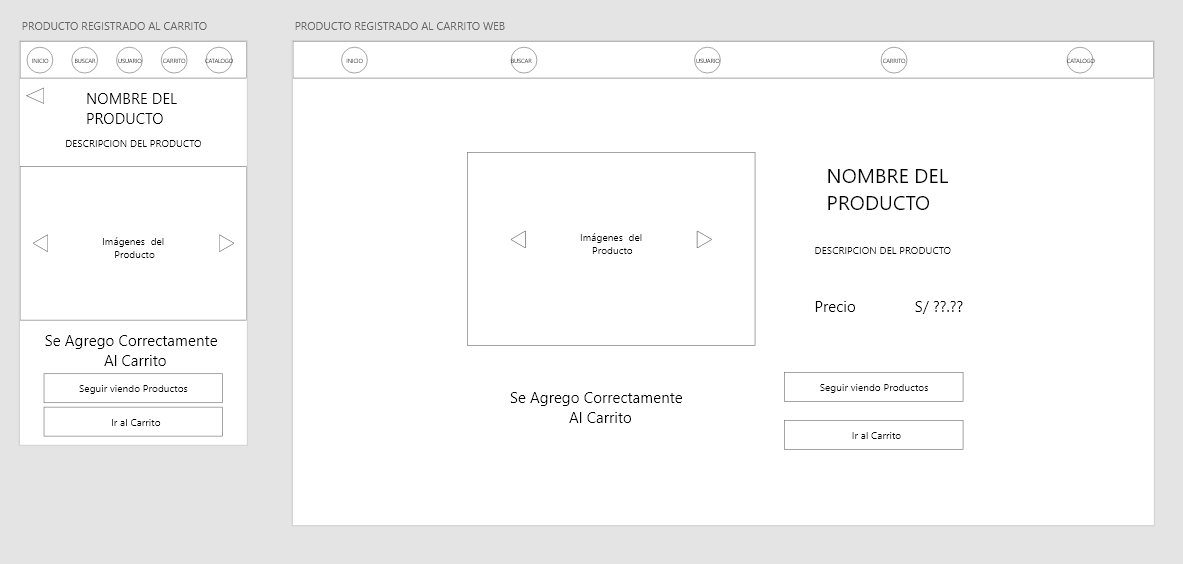 PRODUCTO REGISTRADO AL CARRITO
INICIO
BUSCAR
USUARIO
CARRITO
CATALOGO
NOMBRE DEL
PRODUCTO
DESCRIPCION DEL PRODUCTO
Imágenes del
Producto
Se Agrego Correctamente
Al Carrito
Seguir viendo Productos
Ir al Carrito
PRODUCTO REGISTRADO AL CARRITO WEB
INICIO
BUSCAR
USUARIO
CARRITO
CATALOGO
Imágenes del
Producto
NOMBRE DEL
PRODUCTO
DESCRIPCION DEL PRODUCTO
Precio S/ ??.??
Se Agrego Correctamente
Al Carrito
Seguir viendo Productos
Ir al Carrito